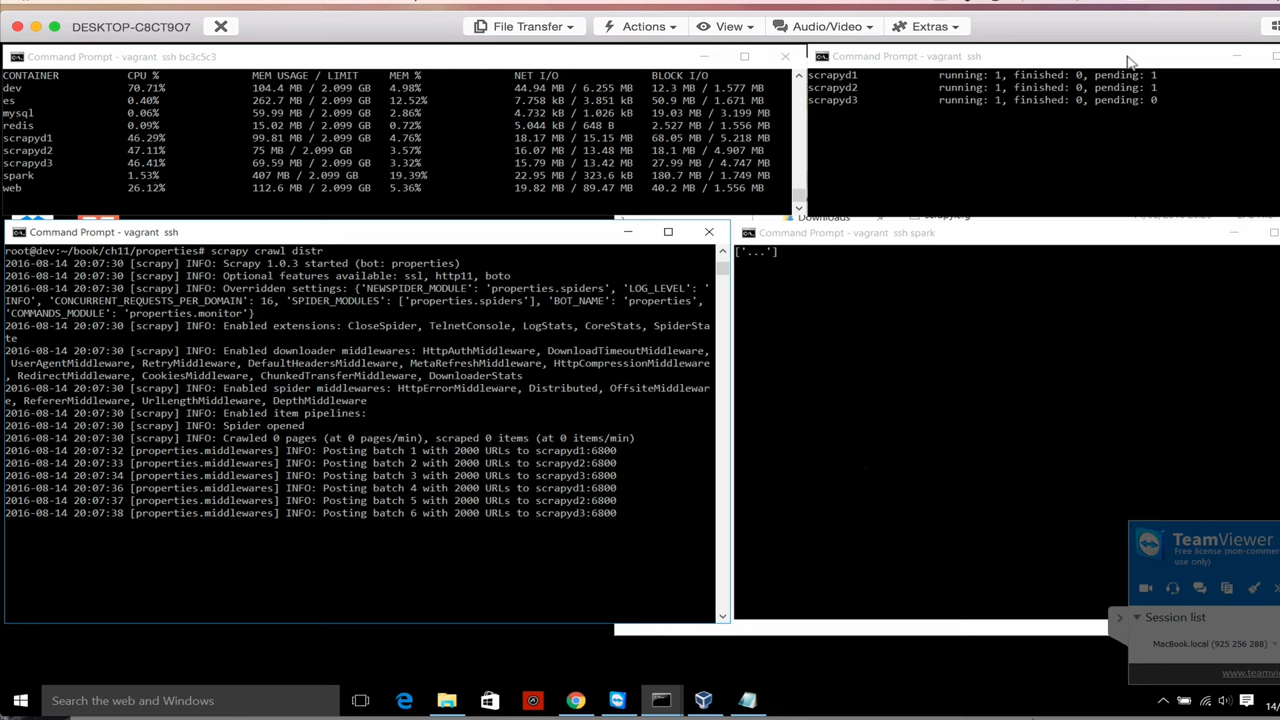 DESKTOP-C8CT9O7
File Transfer
Actions
View
Audio/Video
Extras
Command Prompt - vagrant ssh bc3c5c3
CONTAINER CPU % MEM USAGE / LIMIT MEM % NET I/O BLOCK I/O
dev 70.71% 104.4 MB / 2.099 GB 4.98% 44.94 MB / 6.255 MB 12.3 MB / 1.577 MB
es 0.40% 262.7 MB / 2.099 GB 12.52% 7.758 kB / 3.851 kB 50.9 MB / 1.671 MB
mysql 0.06% 59.99 MB / 2.099 GB 2.86% 4.732 kB / 1.026 kB 19.03 MB / 3.199 MB
redis 0.09% 15.02 MB / 2.099 GB 0.72% 5.044 kB / 648 B 2.527 MB / 1.556 MB
scrapyd1 46.29% 99.81 MB / 2.099 GB 4.76% 18.17 MB / 15.15 MB 68.05 MB / 5.218 MB
scrapyd2 47.11% 75 MB / 2.099 GB 3.57% 16.07 MB / 13.48 MB 18.1 MB / 4.907 MB
scrapyd3 46.41% 69.59 MB / 2.099 GB 3.32% 15.79 MB / 13.42 MB 27.99 MB / 4.747 MB
spark 1.53% 407 MB / 2.099 GB 19.39% 22.95 MB / 323.6 kB 180.7 MB / 1.749 MB
web 26.12% 112.6 MB / 2.099 GB 5.36% 19.82 MB / 89.47 MB 40.2 MB / 1.556 MB
Command Prompt - vagrant ssh
scrapyd1 running: 1, finished: 0, pending: 1
scrapyd2 running: 1, finished: 0, pending: 1
scrapyd3 running: 1, finished: 0, pending: 0
Downloads
Command Prompt - vagrant ssh
root@dev:~/book/ch11/properties# scrapy crawl distr
2016-08-14 20:07:30 [scrapy] INFO: Scrapy 1.0.3 started (bot: properties)
2016-08-14 20:07:30 [scrapy] INFO: Optional features available: ssl, http11, boto
2016-08-14 20:07:30 [scrapy] INFO: Overridden settings: {'NEWSPIDER_MODULE': 'properties.spiders', 'LOG_LEVEL': '
INFO', 'CONCURRENT_REQUESTS_PER_DOMAIN': 16, 'SPIDER_MODULES': ['properties.spiders'], 'BOT_NAME': 'properties',
'COMMANDS_MODULE': 'properties.monitor'}
2016-08-14 20:07:30 [scrapy] INFO: Enabled extensions: CloseSpider, TelnetConsole, LogStats, CoreStats, SpiderSta
te
2016-08-14 20:07:30 [scrapy] INFO: Enabled downloader middlewares: HttpAuthMiddleware, DownloadTimeoutMiddleware,
UserAgentMiddleware, RetryMiddleware, DefaultHeadersMiddleware, MetaRefreshMiddleware, HttpCompressionMiddleware
, RedirectMiddleware, CookiesMiddleware, ChunkedTransferMiddleware, DownloaderStats
2016-08-14 20:07:30 [scrapy] INFO: Enabled spider middlewares: HttpErrorMiddleware, Distributed, OffsiteMiddlewar
e, RefererMiddleware, UrlLengthMiddleware, DepthMiddleware
2016-08-14 20:07:30 [scrapy] INFO: Enabled item pipelines:
2016-08-14 20:07:30 [scrapy] INFO: Spider opened
2016-08-14 20:07:30 [scrapy] INFO: Crawled 0 pages (at 0 pages/min), scraped 0 items (at 0 items/min)
2016-08-14 20:07:32 [properties.middlewares] INFO: Posting batch 1 with 2000 URLs to scrapyd1:6800
2016-08-14 20:07:33 [properties.middlewares] INFO: Posting batch 2 with 2000 URLs to scrapyd2:6800
2016-08-14 20:07:34 [properties.middlewares] INFO: Posting batch 3 with 2000 URLs to scrapyd3:6800
2016-08-14 20:07:36 [properties.middlewares] INFO: Posting batch 4 with 2000 URLs to scrapyd1:6800
2016-08-14 20:07:37 [properties.middlewares] INFO: Posting batch 5 with 2000 URLs to scrapyd2:6800
2016-08-14 20:07:38 [properties.middlewares] INFO: Posting batch 6 with 2000 URLs to scrapyd3:6800
Command Prompt - vagrant ssh spark
['...']
TeamViewer
Free license (non-commer
use only)
Session list
MacBook.local (925 256 288)
www.teamv
Search the web and Windows
14/